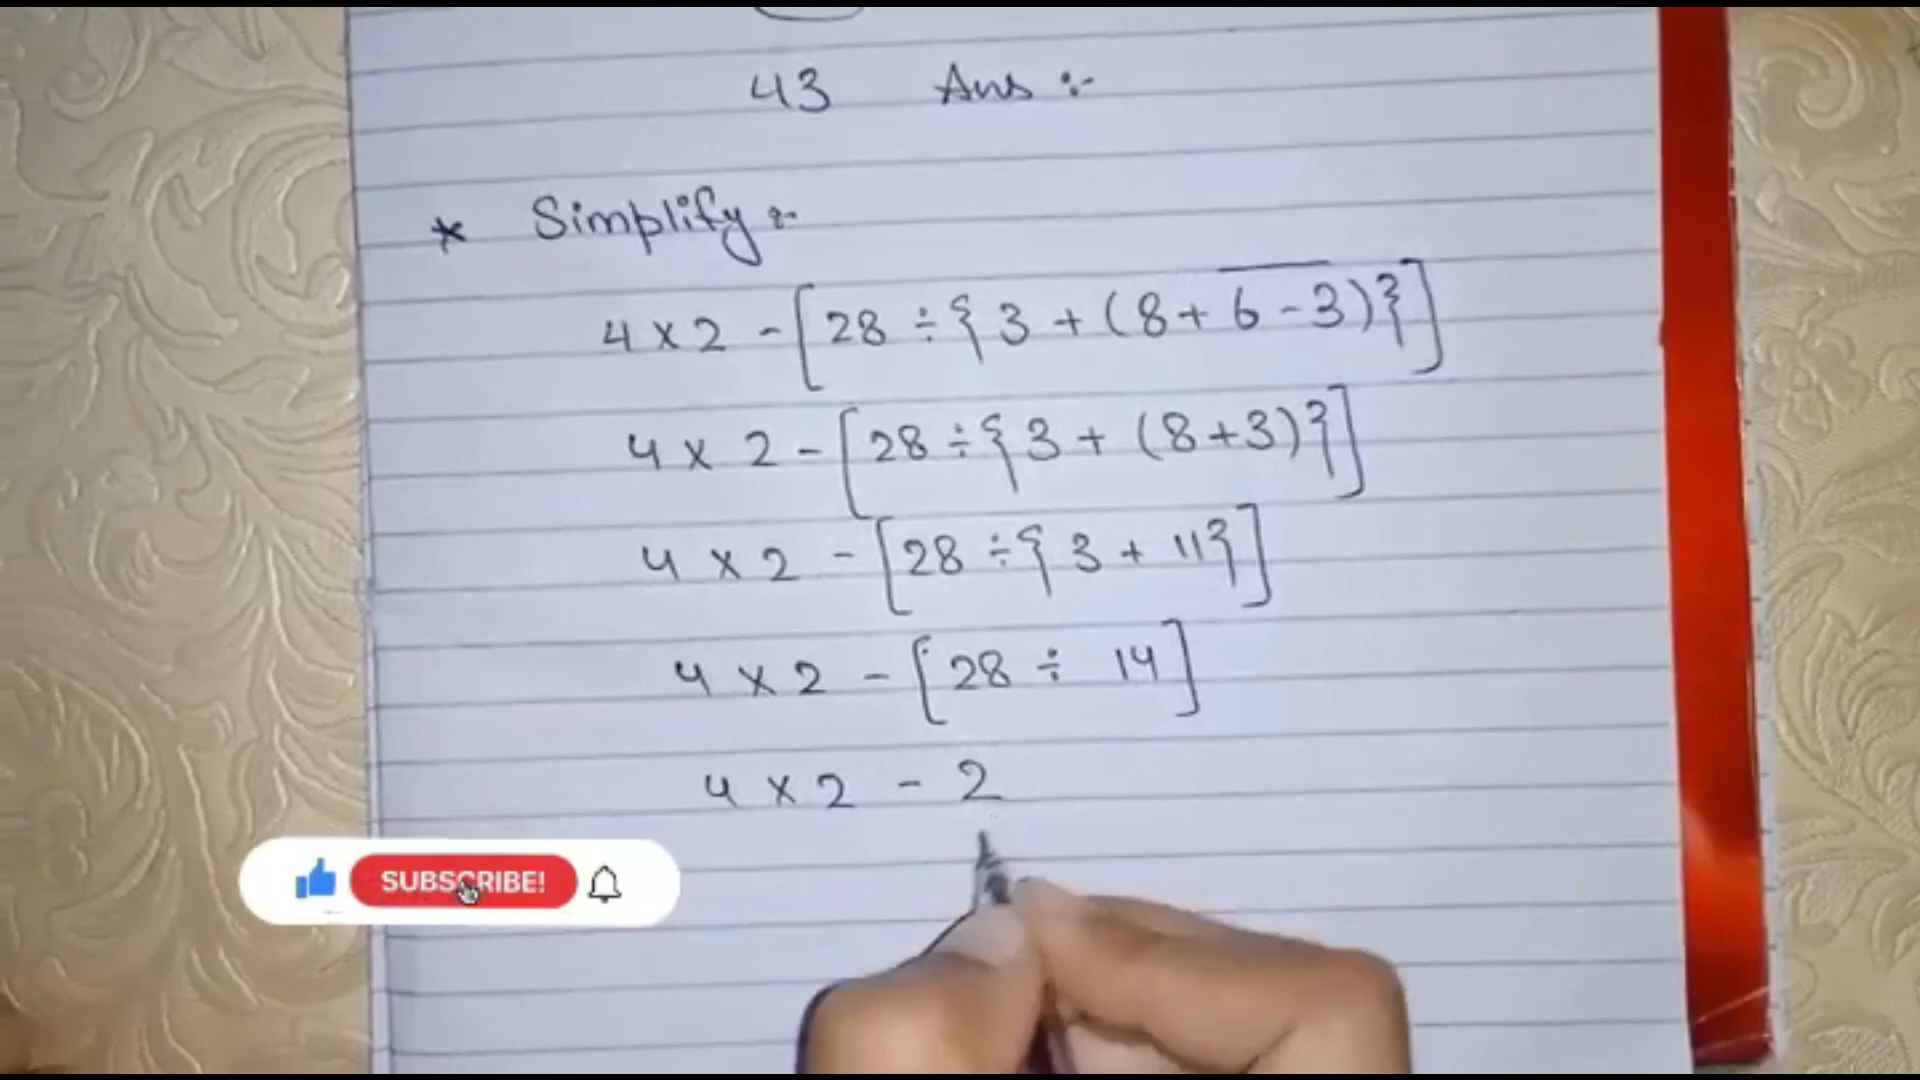 43 Ans :-
* Simplify :-
4 × 2 - [28 ÷ {3 + (8 + 6̅ ̅-̅ ̅3̅)}]
4 × 2 - [28 ÷ {3 + (8 + 3)}]
4 × 2 - [28 ÷ {3 + 11}]
4 × 2 - [28 ÷ 14]
4 × 2 - 2
SUBSCRIBE!